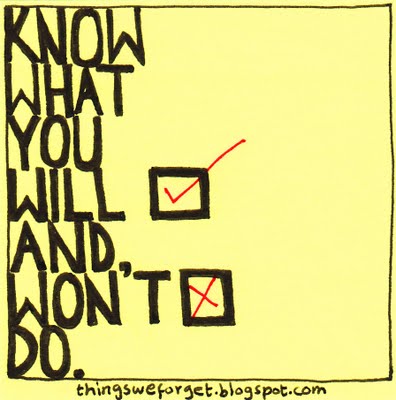 KNOW
WHAT
YOU
WILL
AND,
WON'T
DO.
thingsweforget.blogspot.com